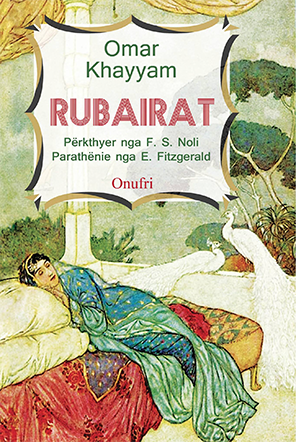 Omar
Khayyam
RUBAIRAT
Përkthyer nga F. S. Noli
Parathënie nga E. Fitzgerald
Onufri